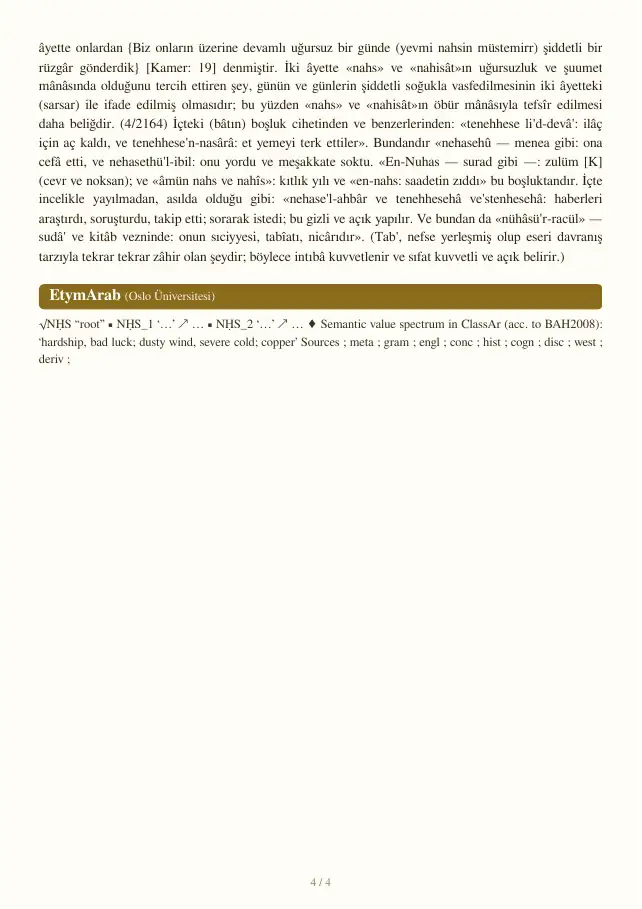 âyette onlardan {Biz onların üzerine devamlı uğursuz bir günde (yevmi nahsin müstemirr) şiddetli bir
rüzgâr gönderdik} [Kamer: 19] denmiştir. İki âyette «nahs» ve «nahisât»ın uğursuzluk ve şuumet
mânâsında olduğunu tercih ettiren şey, günün ve günlerin şiddetli soğukla vasfedilmesinin iki âyetteki
(sarsar) ile ifade edilmiş olmasıdır; bu yüzden «nahs» ve «nahisât»ın öbür mânâsıyla tefsîr edilmesi
daha beliğdir. (4/2164) İçteki (bâtın) boşluk cihetinden ve benzerlerinden: «tenehhese li'd-devâ': ilâç
için aç kaldı, ve tenehhese'n-nasârâ: et yemeyi terk ettiler». Bundandır «nehasehû — menea gibi: ona
cefâ etti, ve nehasethü'l-ibil: onu yordu ve meşakkate soktu. «En-Nuhas — surad gibi —: zulüm [K]
(cevr ve noksan); ve «âmün nahs ve nahîs»: kıtlık yılı ve «en-nahs: saadetin zıddı» bu boşluktandır. İçte
incelikle yayılmadan, asılda olduğu gibi: «nehase'l-ahbâr ve tenehhesehâ ve'stenhesehâ: haberleri
araştırdı, soruşturdu, takip etti; sorarak istedi; bu gizli ve açık yapılır. Ve bundan da «nühâsü'r-racül» —
sudâ' ve kitâb vezninde: onun sıciyyesi, tabîatı, nicârıdır». (Tab', nefse yerleşmiş olup eseri davranış
tarzıyla tekrar tekrar zâhir olan şeydir; böylece intıbâ kuvvetlenir ve sıfat kuvvetli ve açık belirir.)
EtymArab (Oslo Üniversitesi)
√NḤS “root” ▪ NḤS_1 ‘…’ ↗ … ▪ NḤS_2 ‘…’ ↗ … ♦ Semantic value spectrum in ClassAr (acc. to BAH2008):
‘hardship, bad luck; dusty wind, severe cold; copper’ Sources ; meta ; gram ; engl ; conc ; hist ; cogn ; disc ; west ;
deriv ;
4 / 4